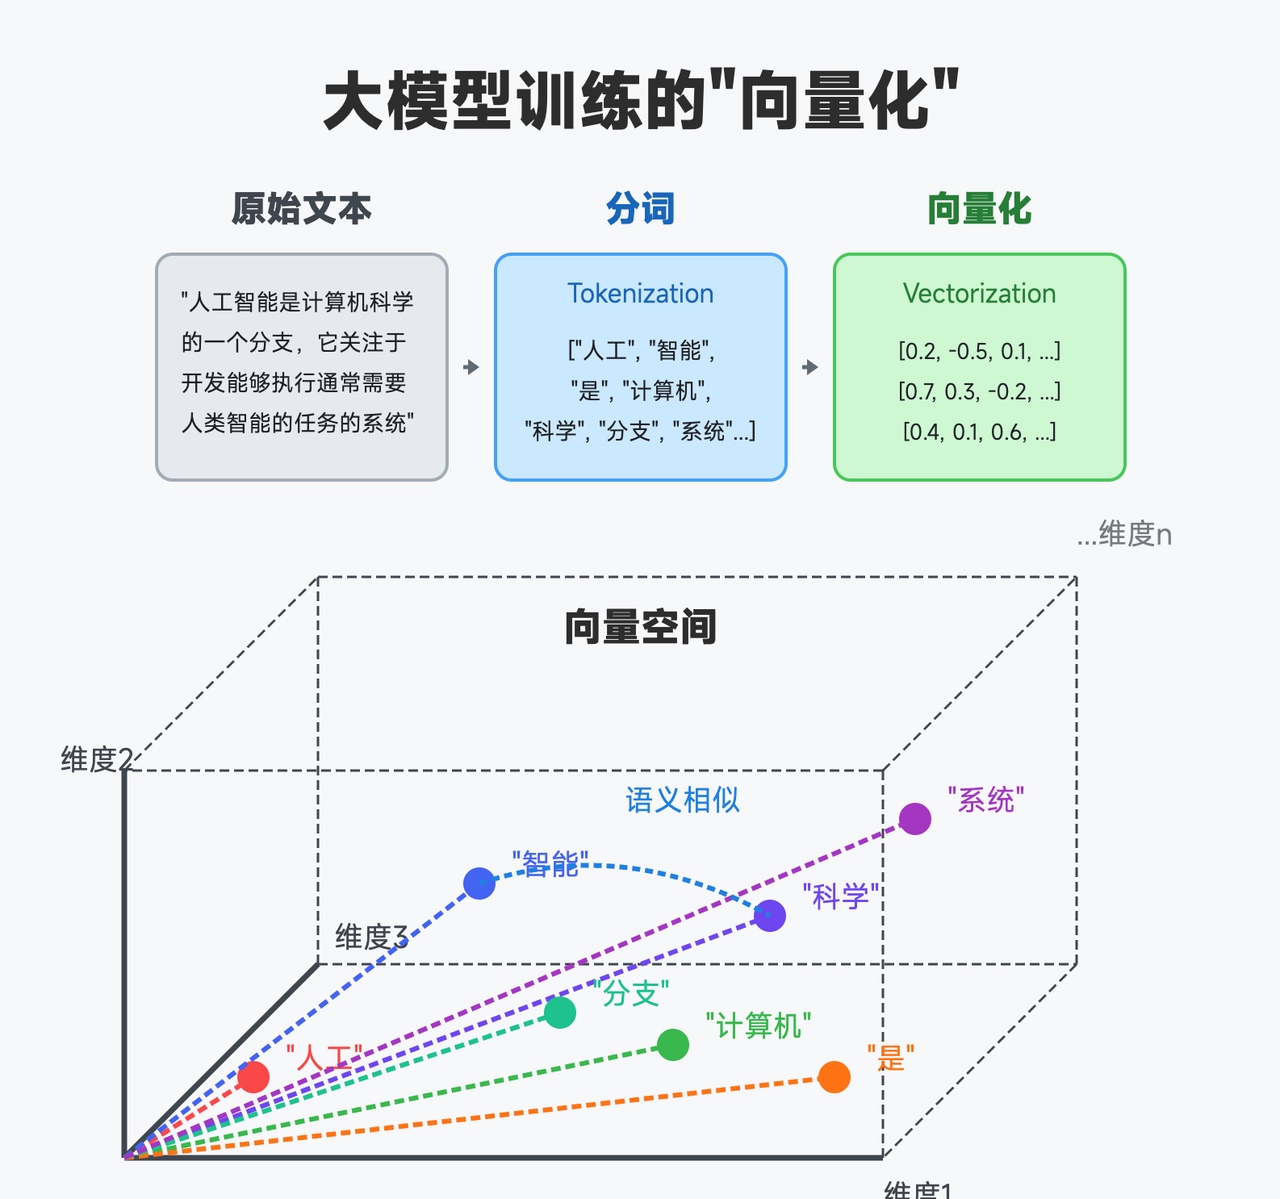 大模型训练的"向量化"
原始文本
"人工智能是计算机科学
的一个分支，它关注于
开发能够执行通常需要
人类智能的任务的系统"
分词
Tokenization
["人工", "智能",
"是", "计算机",
"科学", "分支", "系统"...]
向量化
Vectorization
[0.2, -0.5, 0.1, ...]
[0.7, 0.3, -0.2, ...]
[0.4, 0.1, 0.6, ...]
...维度n
向量空间
维度2
语义相似
"系统"
"智能"
"科学"
维度3
"分支"
"计算机"
"人工"
"是"
维度1